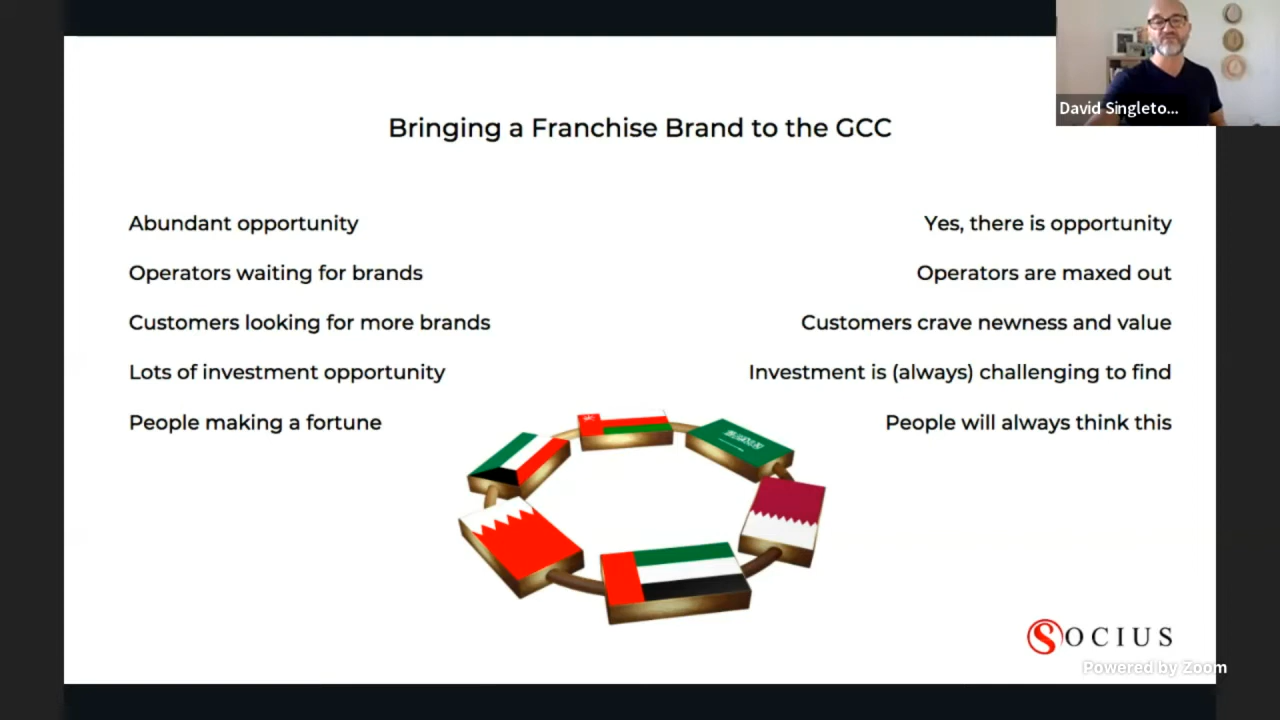 David Singleto...
Bringing a Franchise Brand to the GCC
Abundant opportunity
Operators waiting for brands
Customers looking for more brands
Lots of investment opportunity
People making a fortune
Yes, there is opportunity
Operators are maxed out
Customers crave newness and value
Investment is (always) challenging to find
People will always think this
SOCIUS
Powered by Zoom